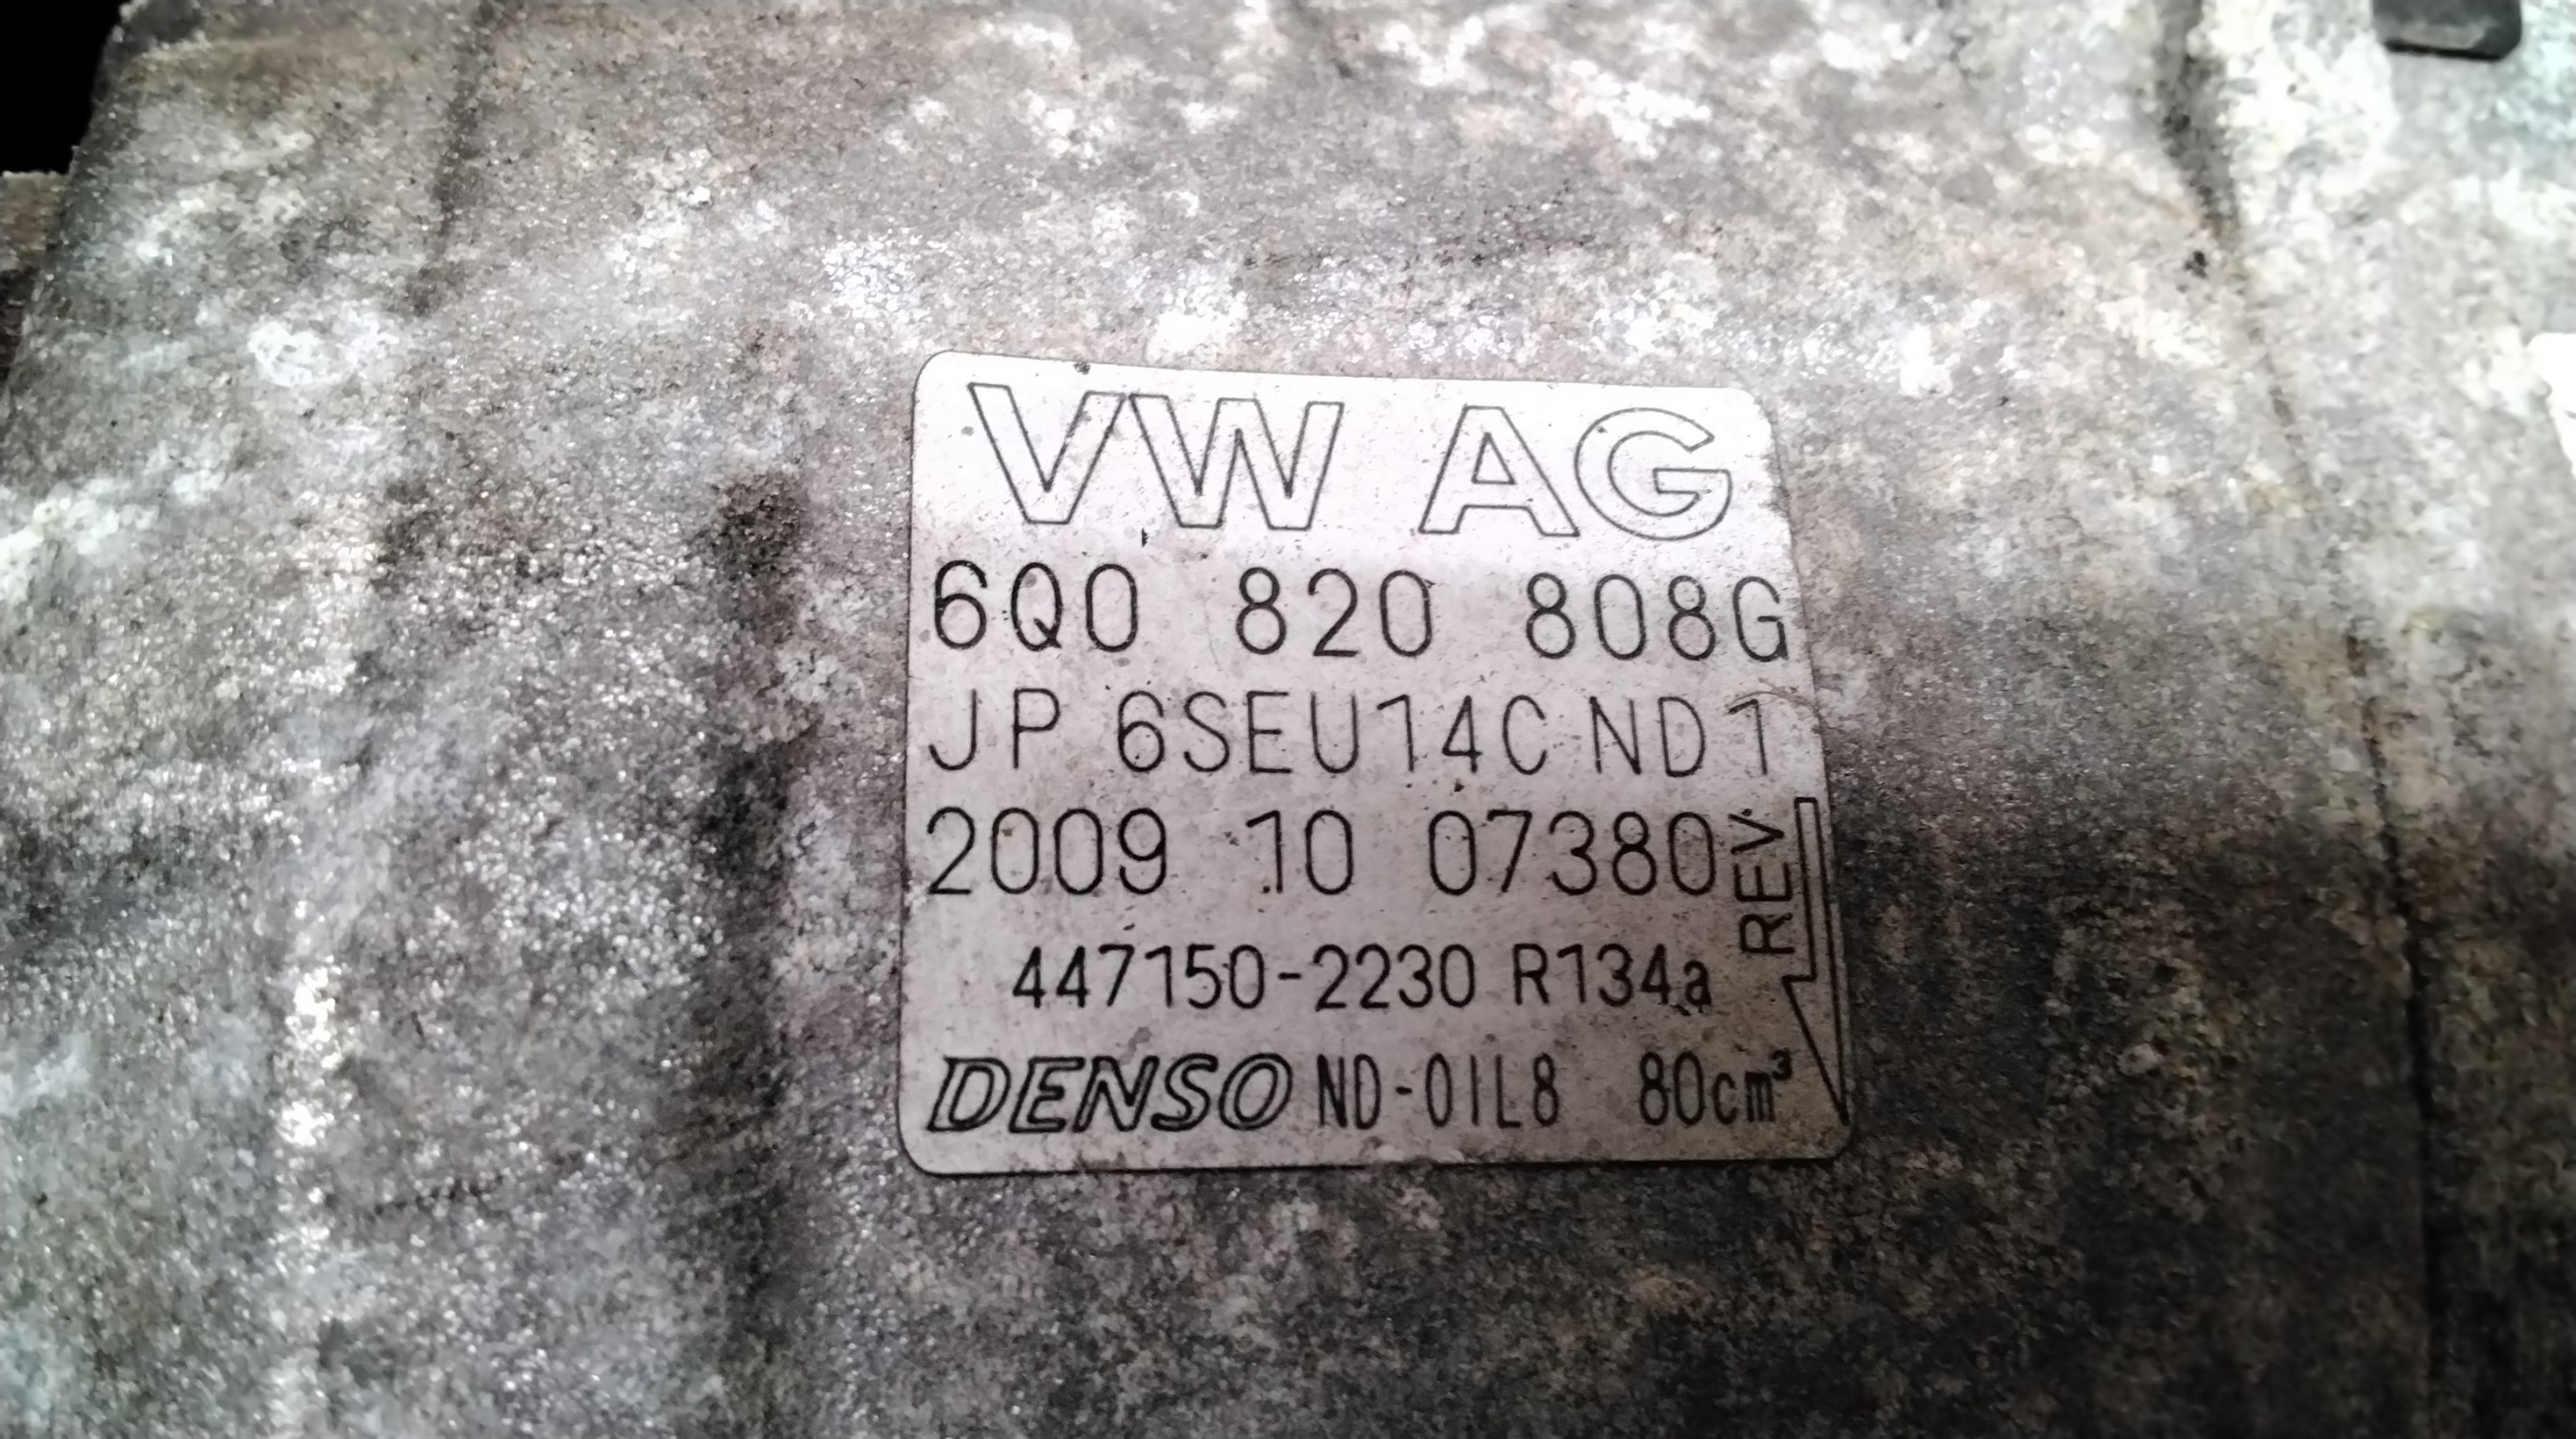 VW AG
6Q0 820 808G
JP 6SEU14C ND1
2009 10 07380
REV.
447150-2230 R134a
DENSO ND-OIL8 80cm³